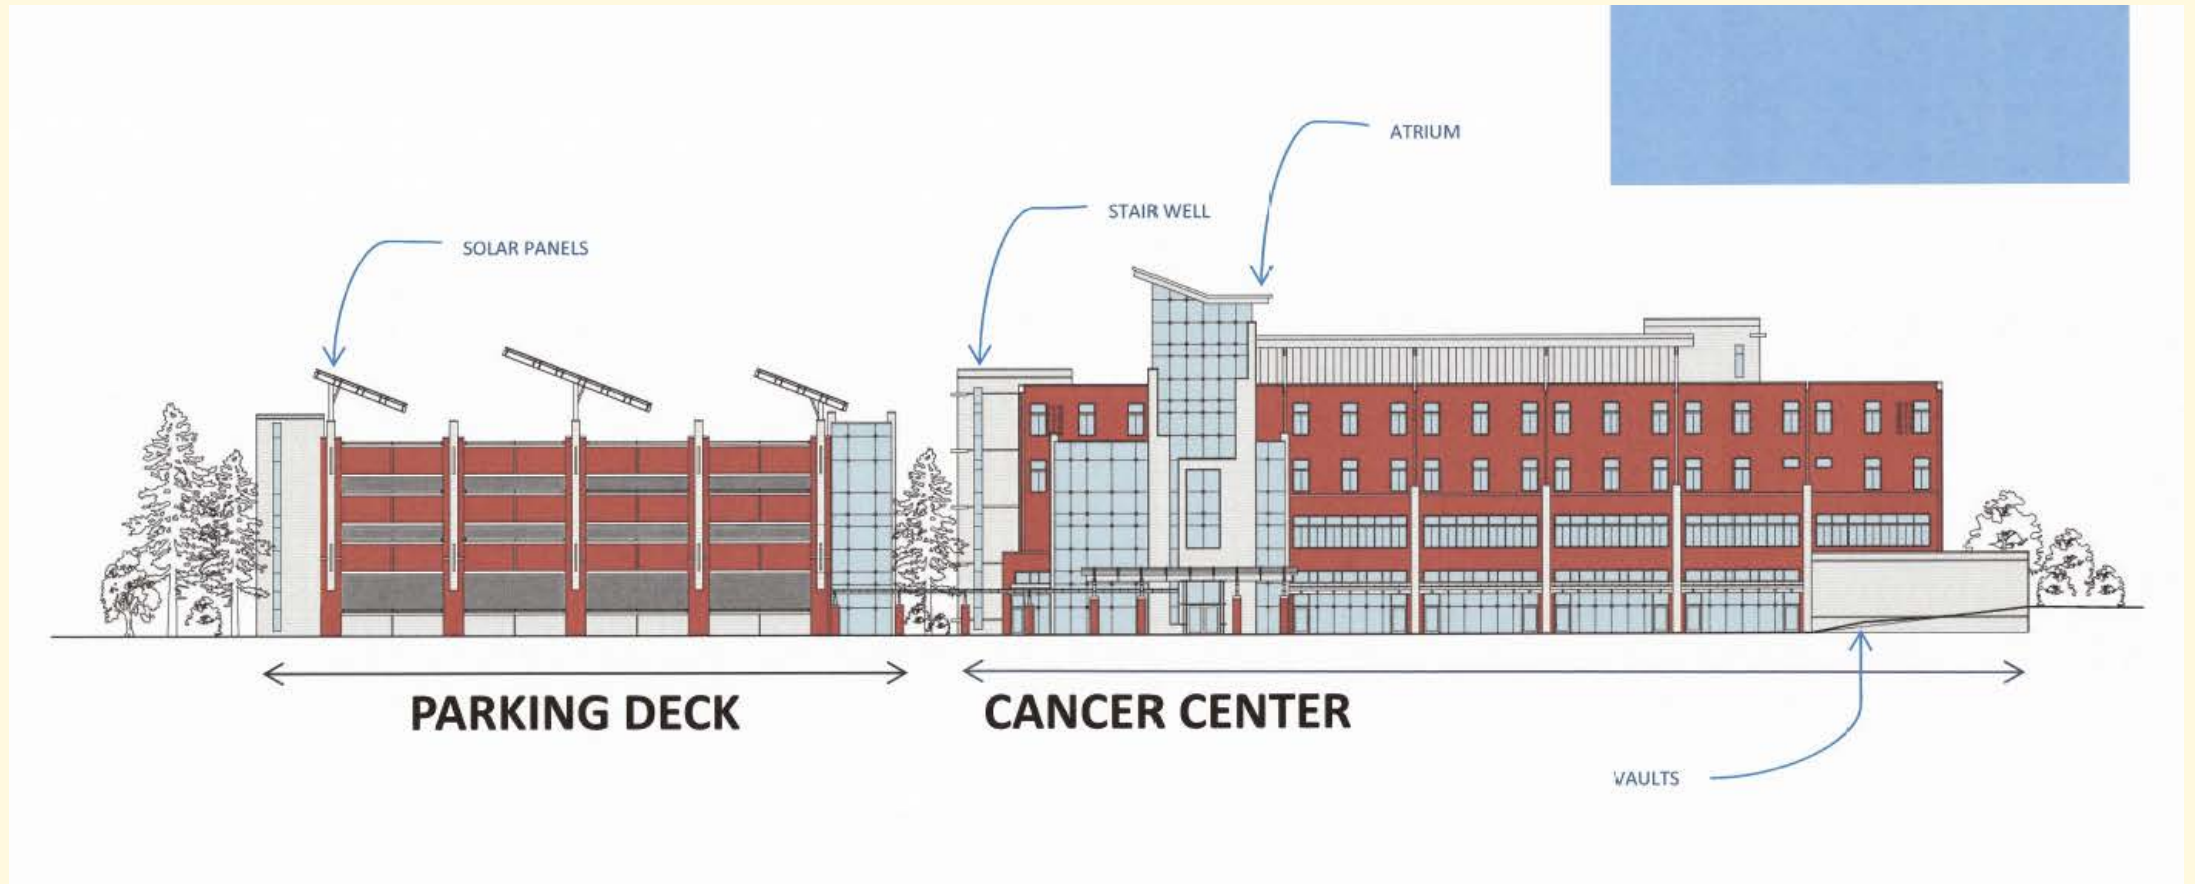 ATRIUM
STAIR WELL
SOLAR PANELS
PARKING DECK
CANCER CENTER
VAULTS